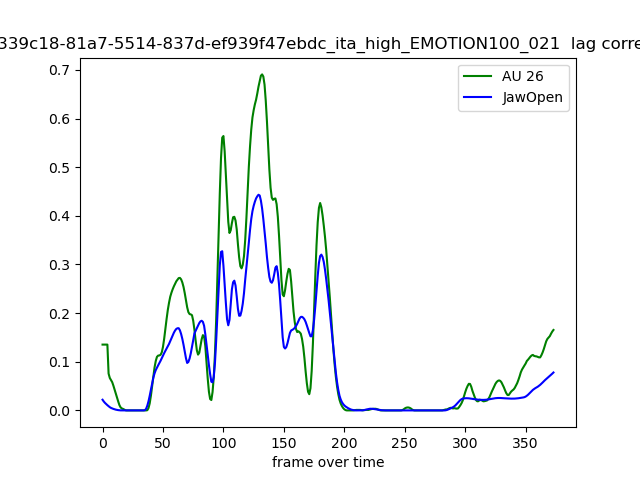 339c18-81a7-5514-837d-ef939f47ebdc_ita_high_EMOTION100_021 lag corre
AU 26
JawOpen
0.7
0.6
0.5
0.4
0.3
0.2
0.1
0.0
0 50 100 150 200 250 300 350
frame over time